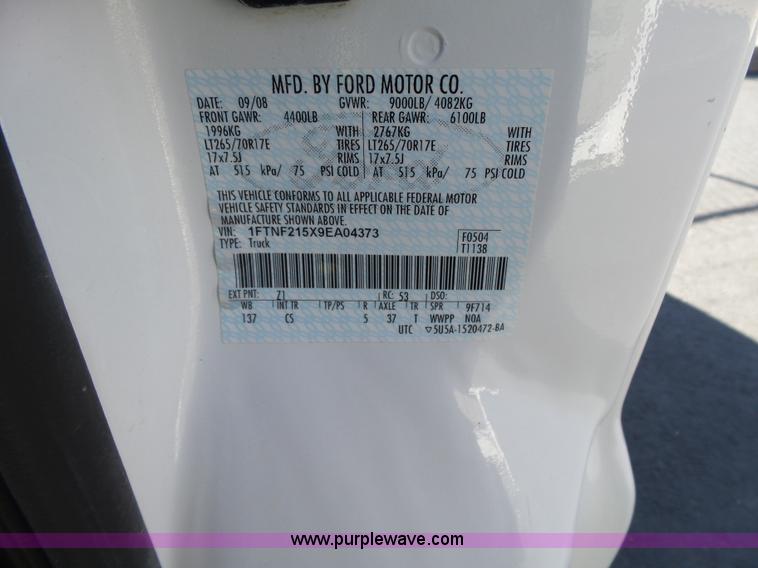 MFD. BY FORD MOTOR CO.
DATE: 09/08 GVWR: 9000LB/ 4082KG
FRONT GAWR: 4400LB REAR GAWR: 6100LB
1996KG WITH 2767KG WITH
LT265/70R17E TIRES LT265/70R17E TIRES
17x7.5J RIMS 17x7.5J RIMS
AT 515 kPa/ 75 PSI COLD AT 515 kPa/ 75 PSI COLD
THIS VEHICLE CONFORMS TO ALL APPLICABLE FEDERAL MOTOR
VEHICLE SAFETY STANDARDS IN EFFECT ON THE DATE OF
MANUFACTURE SHOWN ABOVE.
VIN: 1FTNF215X9EA04373 F0504
TYPE: Truck T1138
EXT PNT: Z1 RC: 53 DSO:
WB INT TR TP/PS R AXLE TR SPR 9F714
137 CS 5 37 T WWPP NOA
UTC ▽5U5A-1520472-BA
www.purplewave.com